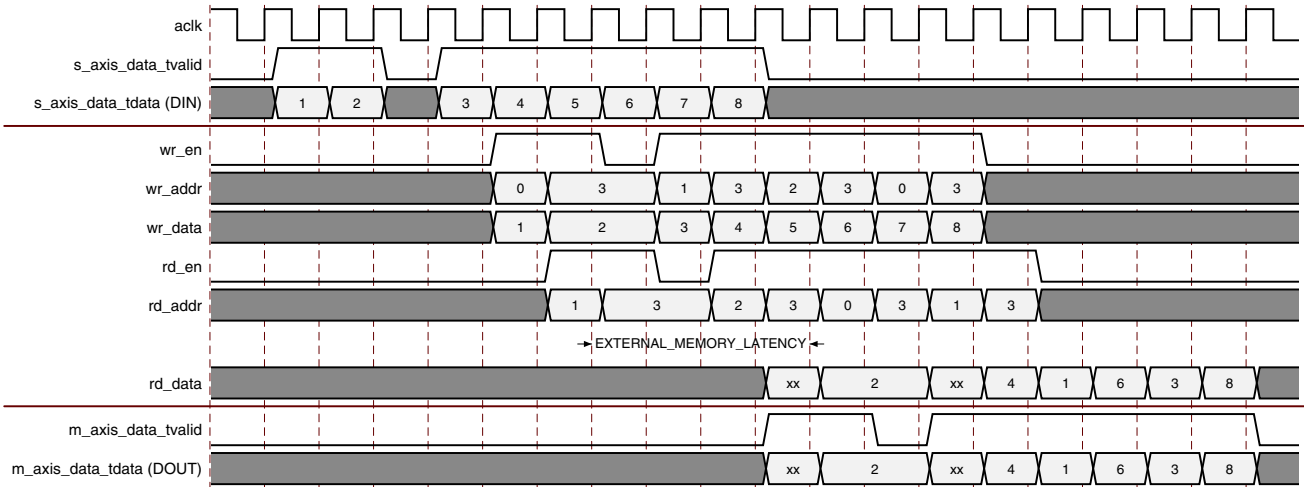 aclk
s_axis_data_tvalid
s_axis_data_tdata (DIN) 1 2 3 4 5 6 7 8
wr_en
wr_addr 0 3 1 3 2 3 0 3
wr_data 1 2 3 4 5 6 7 8
rd_en
rd_addr 1 3 2 3 0 3 1 3
EXTERNAL_MEMORY_LATENCY
rd_data xx 2 xx 4 1 6 3 8
m_axis_data_tvalid
m_axis_data_tdata (DOUT) xx 2 xx 4 1 6 3 8